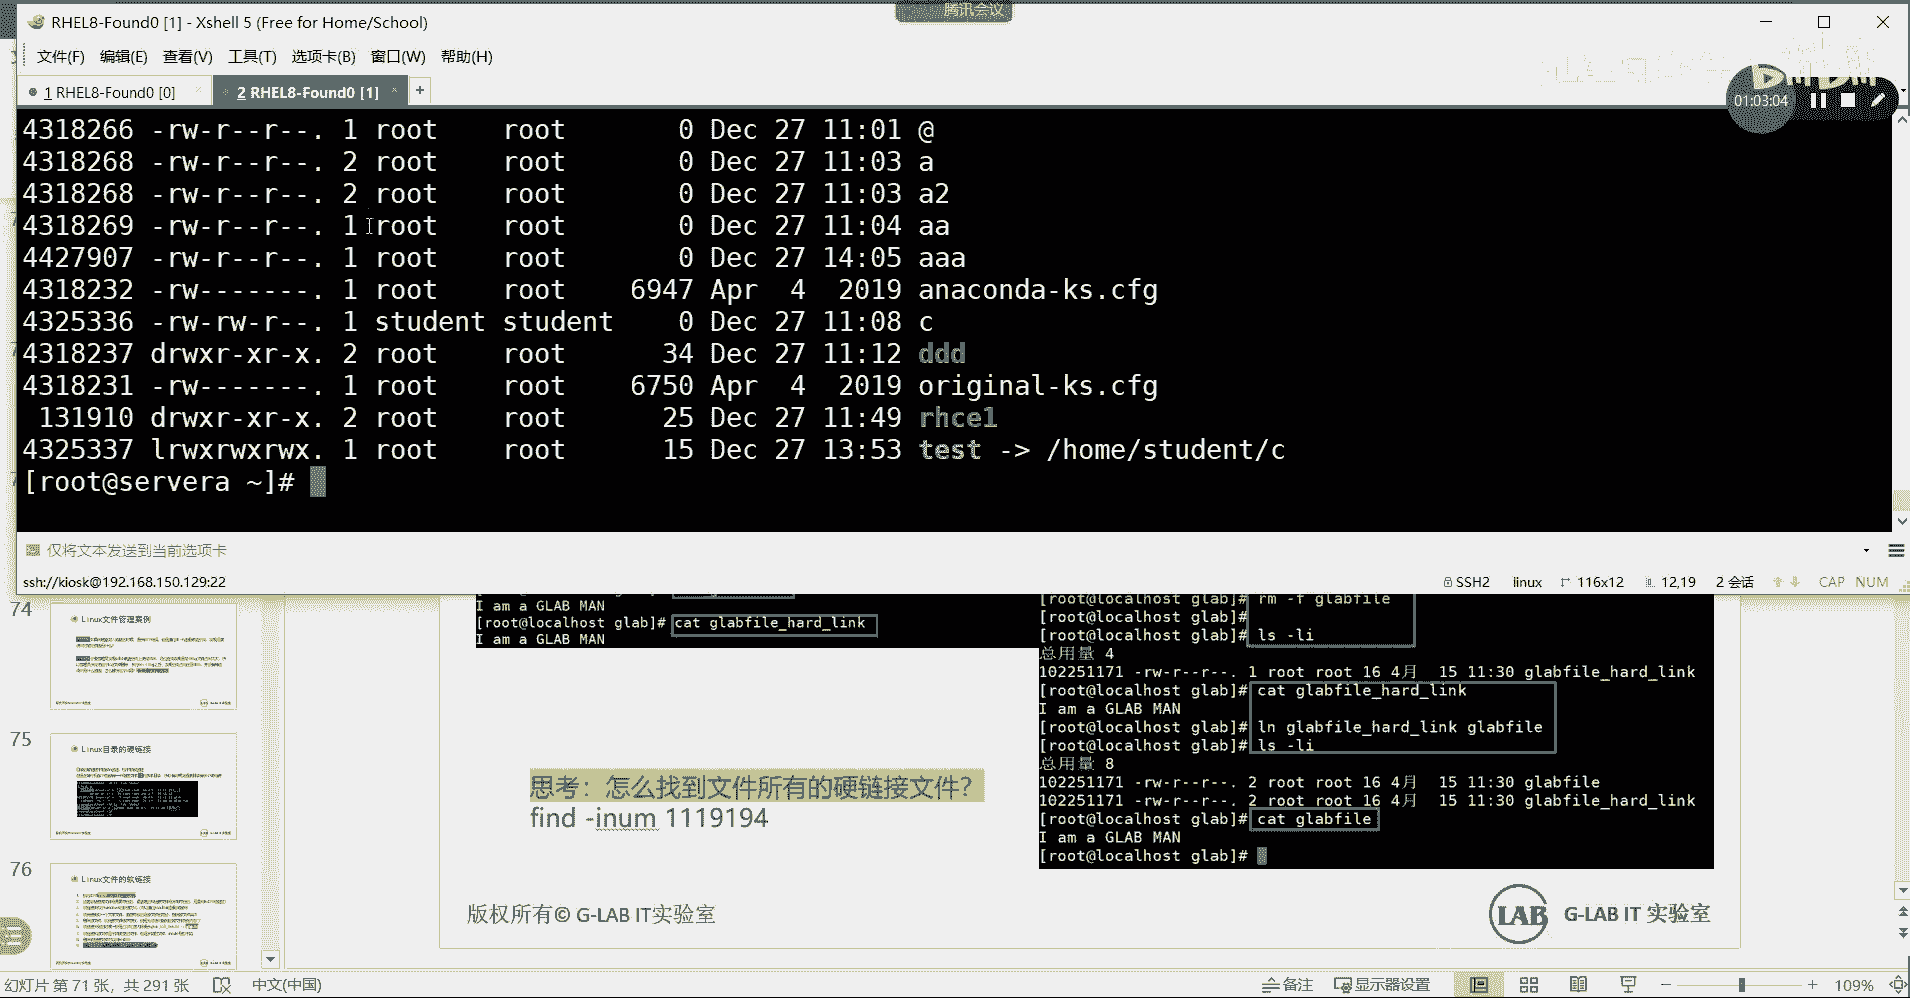 RHEL8-Found0 [1] - Xshell 5 (Free for Home/School)
腾讯会议
文件(F) 编辑(E) 查看(V) 工具(T) 选项卡(B) 窗口(W) 帮助(H)
1 RHEL8-Found0 [0] × 2 RHEL8-Found0 [1] × +
01:03:04
4318266 -rw-r--r--. 1 root root 0 Dec 27 11:01 @
4318268 -rw-r--r--. 2 root root 0 Dec 27 11:03 a
4318268 -rw-r--r--. 2 root root 0 Dec 27 11:03 a2
4318269 -rw-r--r--. 1 root root 0 Dec 27 11:04 aa
4427907 -rw-r--r--. 1 root root 0 Dec 27 14:05 aaa
4318232 -rw-------. 1 root root 6947 Apr 4 2019 anaconda-ks.cfg
4325336 -rw-rw-r--. 1 student student 0 Dec 27 11:08 c
4318237 drwxr-xr-x. 2 root root 34 Dec 27 11:12 ddd
4318231 -rw-------. 1 root root 6750 Apr 4 2019 original-ks.cfg
131910 drwxr-xr-x. 2 root root 25 Dec 27 11:49 rhce1
4325337 lrwxrwxrwx. 1 root root 15 Dec 27 13:53 test -> /home/student/c
[root@servera ~]#
仅将文本发送到当前选项卡
ssh://kiosk@192.168.150.129:22 SSH2 linux 116x12 12,19 2 会话 CAP NUM
74
Linux文件管理案例
75
Linux目录的硬链接
76
Linux文件的软链接
I am a GLAB MAN
[root@localhost glab]# cat glabfile_hard_link
I am a GLAB MAN
[root@localhost glab]# rm -f glabfile
[root@localhost glab]#
[root@localhost glab]# ls -li
总用量 4
102251171 -rw-r--r--. 1 root root 16 4月 15 11:30 glabfile_hard_link
[root@localhost glab]# cat glabfile_hard_link
I am a GLAB MAN
[root@localhost glab]# ln glabfile_hard_link glabfile
[root@localhost glab]# ls -li
总用量 8
102251171 -rw-r--r--. 2 root root 16 4月 15 11:30 glabfile
102251171 -rw-r--r--. 2 root root 16 4月 15 11:30 glabfile_hard_link
[root@localhost glab]# cat glabfile
I am a GLAB MAN
[root@localhost glab]#
思考：怎么找到文件所有的硬链接文件？
find -inum 1119194
版权所有© G-LAB IT实验室
LAB G-LAB IT 实验室
幻灯片 第 71 张，共 291 张 中文(中国) 备注 显示器设置 109%